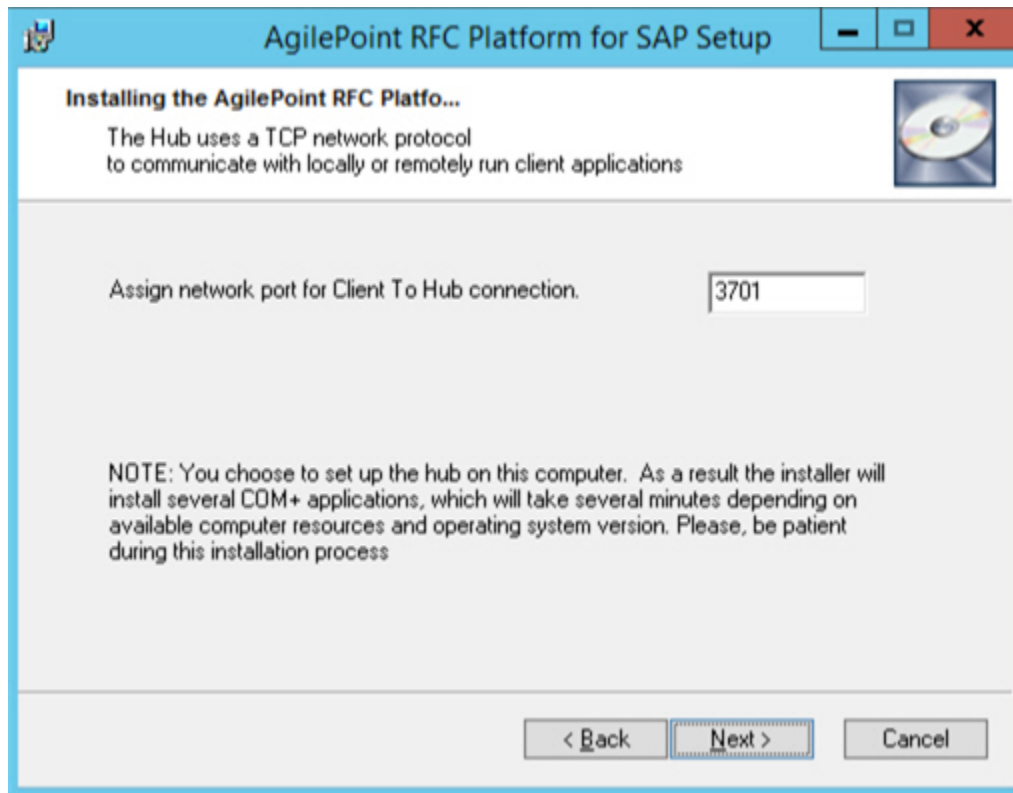 AgilePoint RFC Platform for SAP Setup
Installing the AgilePoint RFC Platfo...
The Hub uses a TCP network protocol
to communicate with locally or remotely run client applications
Assign network port for Client To Hub connection.
3701
NOTE: You choose to set up the hub on this computer. As a result the installer will
install several COM+ applications, which will take several minutes depending on
available computer resources and operating system version. Please, be patient
during this installation process
< Back
Next >
Cancel